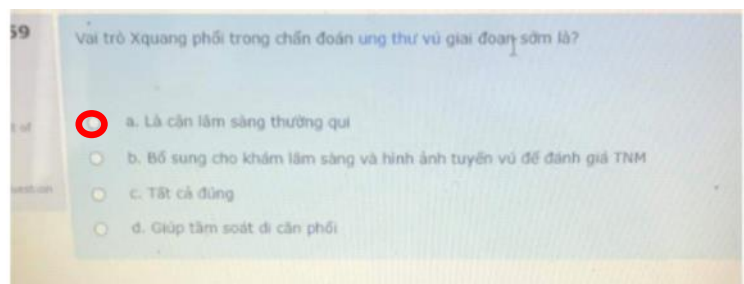 59
Vai trò Xquang phổi trong chẩn đoán ung thư vú giai đoạn sớm là?
a. Là cận lâm sàng thường qui
t of
b. Bổ sung cho khám lâm sàng và hình ảnh tuyến vú để đánh giá TNM
uestion
c. Tất cả đúng
d. Giúp tầm soát di căn phổi